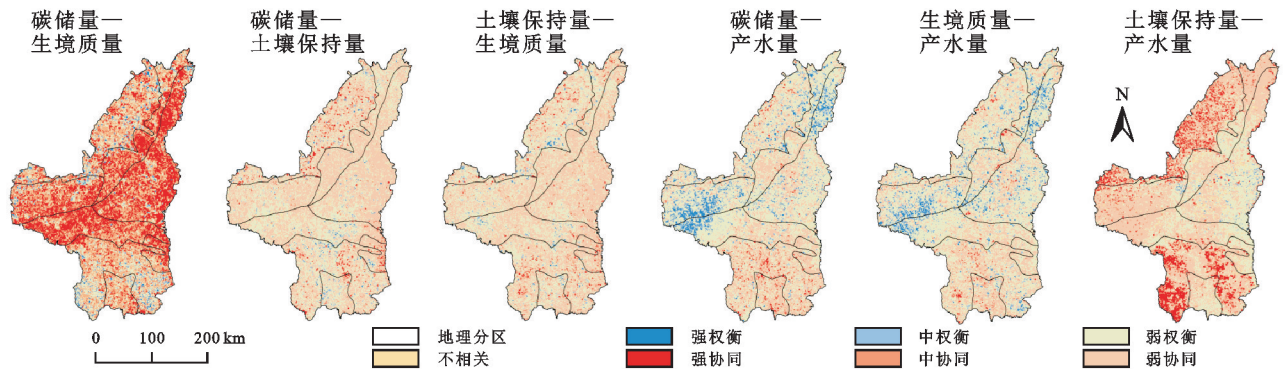 碳储量—
生境质量
碳储量—
土壤保持量
土壤保持量—
生境质量
碳储量—
产水量
生境质量—
产水量
土壤保持量—
产水量
N
0 100 200 km
地理分区 强权衡 中权衡 弱权衡
不相关 强协同 中协同 弱协同